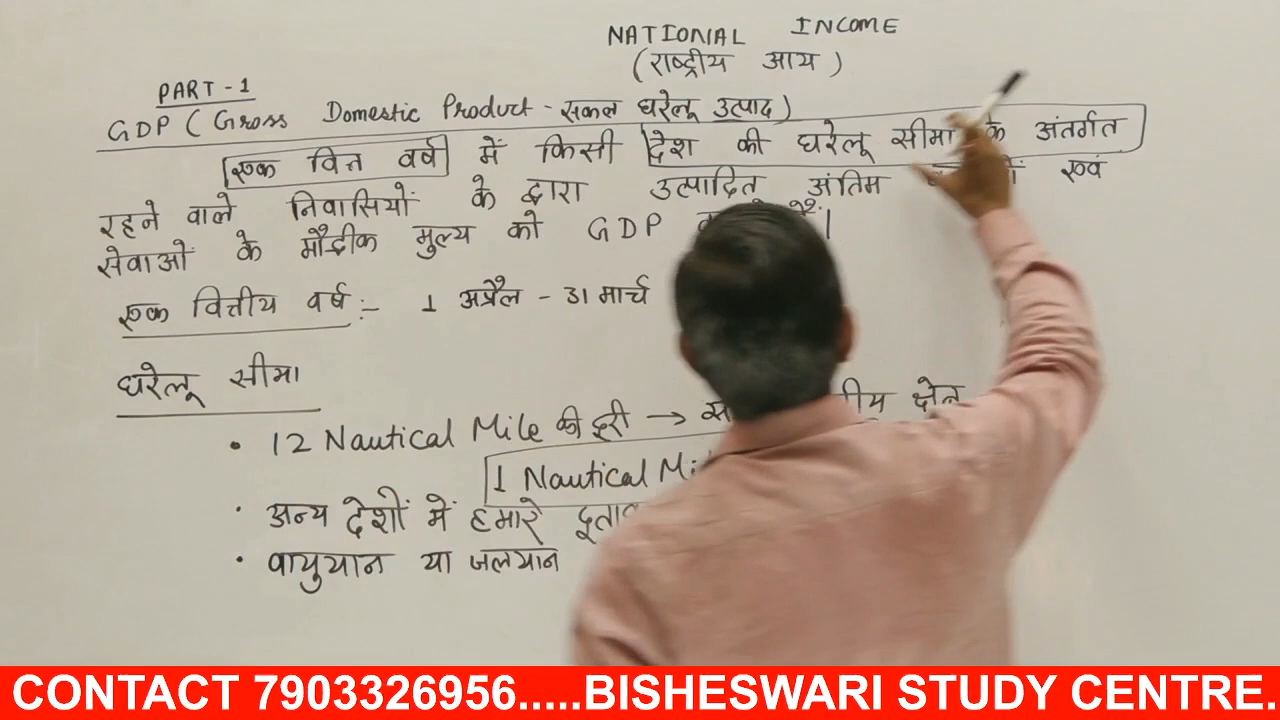 NATIONAL INCOME
(राष्ट्रीय आय)
PART-1
GDP (Gross Domestic Product - सकल घरेलू उत्पाद)
एक वित्त वर्ष में किसी देश की घरेलू सीमा के अंतर्गत
रहने वाले निवासियों के द्वारा उत्पादित अंतिम एवं
सेवाओं के मौद्रीक मुल्य को GDP
एक वित्तीय वर्ष :- 1 अप्रैल - 31 मार्च
घरेलू सीमा
• 12 Nautical Mile की दूरी → क्षेत्र
1 Nautical
• अन्य देशों में हमारे
• वायुयान या जलयान
CONTACT 7903326956.....BISHESWARI STUDY CENTRE.